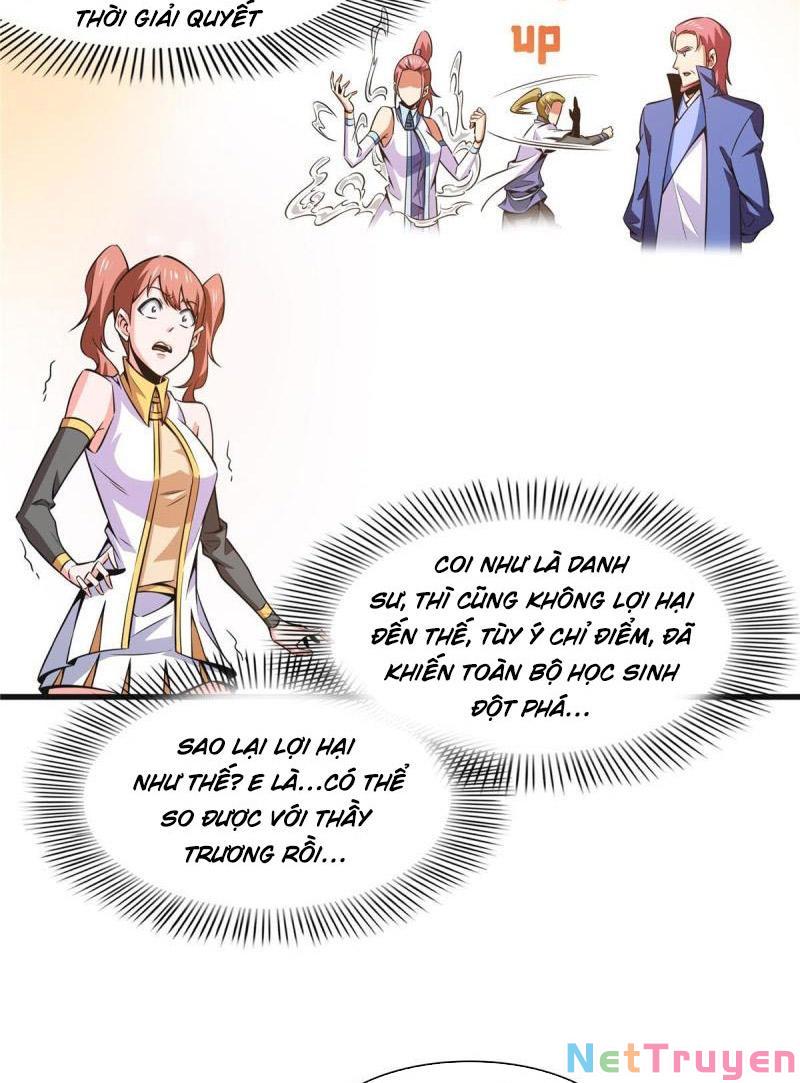 THỜI GIẢI QUYẾT
up
COI NHƯ LÀ DANH
SƯ, THÌ CŨNG KHÔNG LỢI HẠI
ĐẾN THẾ, TÙY Ý CHỈ ĐIỂM, ĐÃ
KHIẾN TOÀN BỘ HỌC SINH
ĐỘT PHÁ...
SAO LẠI LỢI HẠI
NHƯ THẾ? E LÀ...CÓ THỂ
SO ĐƯỢC VỚI THẦY
TRƯƠNG RỒI...
NetTruyen